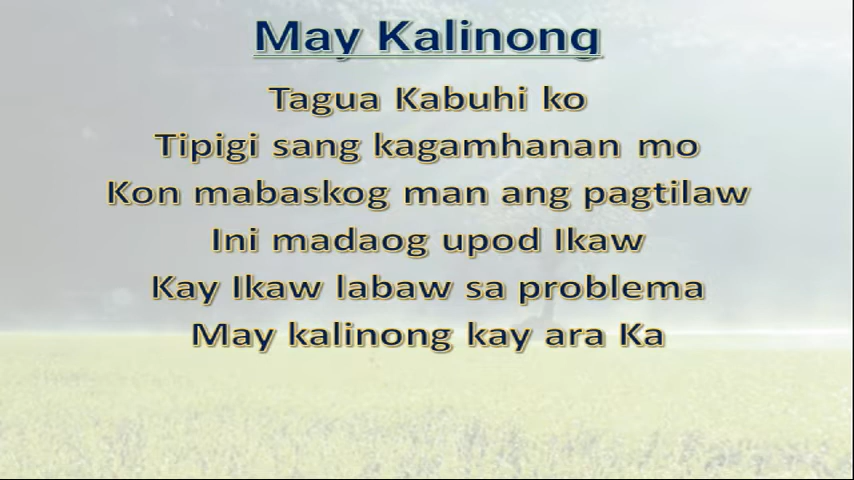 May Kalinong
Tagua Kabuhi ko
Tipigi sang kagamhanan mo
Kon mabaskog man ang pagtilaw
Ini madaog upod Ikaw
Kay Ikaw labaw sa problema
May kalinong kay ara Ka